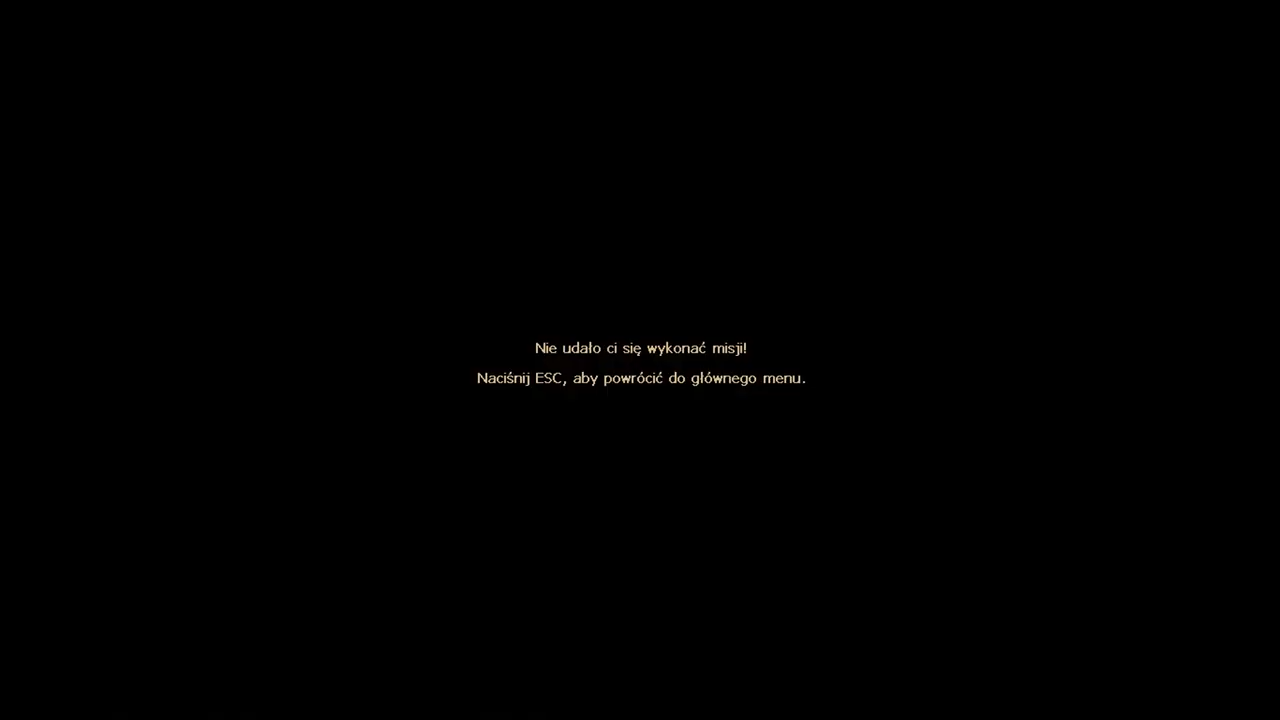 Nie udało ci się wykonać misji!
Naciśnij ESC, aby powrócić do głównego menu.